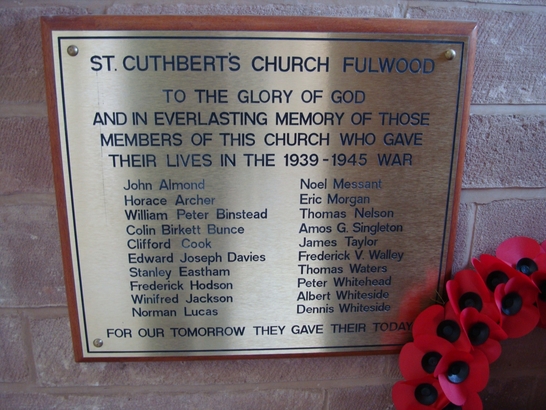 ST. CUTHBERT'S CHURCH FULWOOD
TO THE GLORY OF GOD
AND IN EVERLASTING MEMORY OF THOSE
MEMBERS OF THIS CHURCH WHO GAVE
THEIR LIVES IN THE 1939-1945 WAR
John Almond
Horace Archer
William Peter Binstead
Colin Birkett Bunce
Clifford Cook
Edward Joseph Davies
Stanley Eastham
Frederick Hodson
Winifred Jackson
Norman Lucas
Noel Messant
Eric Morgan
Thomas Nelson
Amos G. Singleton
James Taylor
Frederick V. Walley
Thomas Waters
Peter Whitehead
Albert Whiteside
Dennis Whiteside
FOR OUR TOMORROW THEY GAVE THEIR TODAY